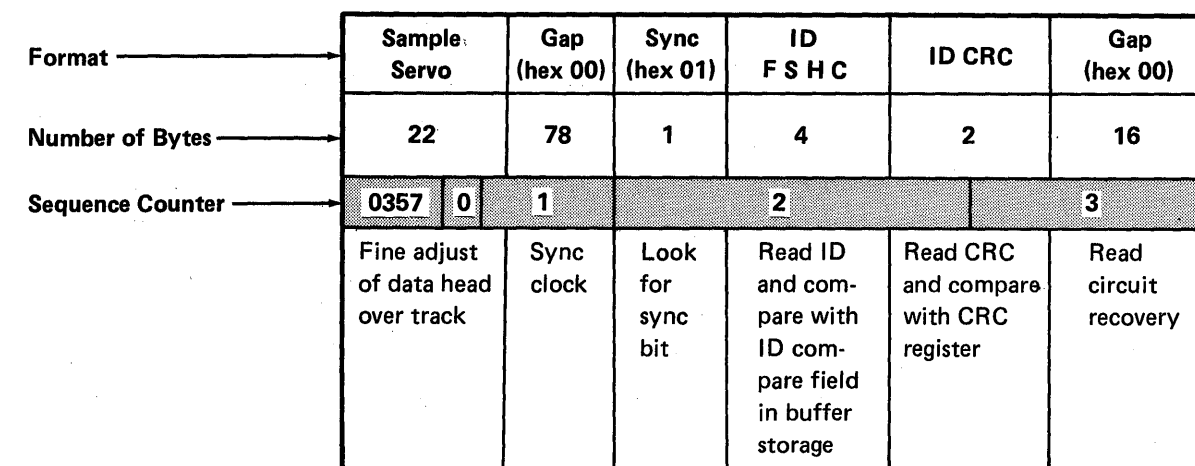 Format
Sample Servo
Gap (hex 00)
Sync (hex 01)
ID F S H C
ID CRC
Gap (hex 00)
Number of Bytes
22
78
1
4
2
16
Sequence Counter
0357
0
1
2
3
Fine adjust
of data head
over track
Sync
clock
Look
for
sync
bit
Read ID
and com-
pare with
ID com-
pare field
in buffer
storage
Read CRC
and compare
with CRC
register
Read
circuit
recovery